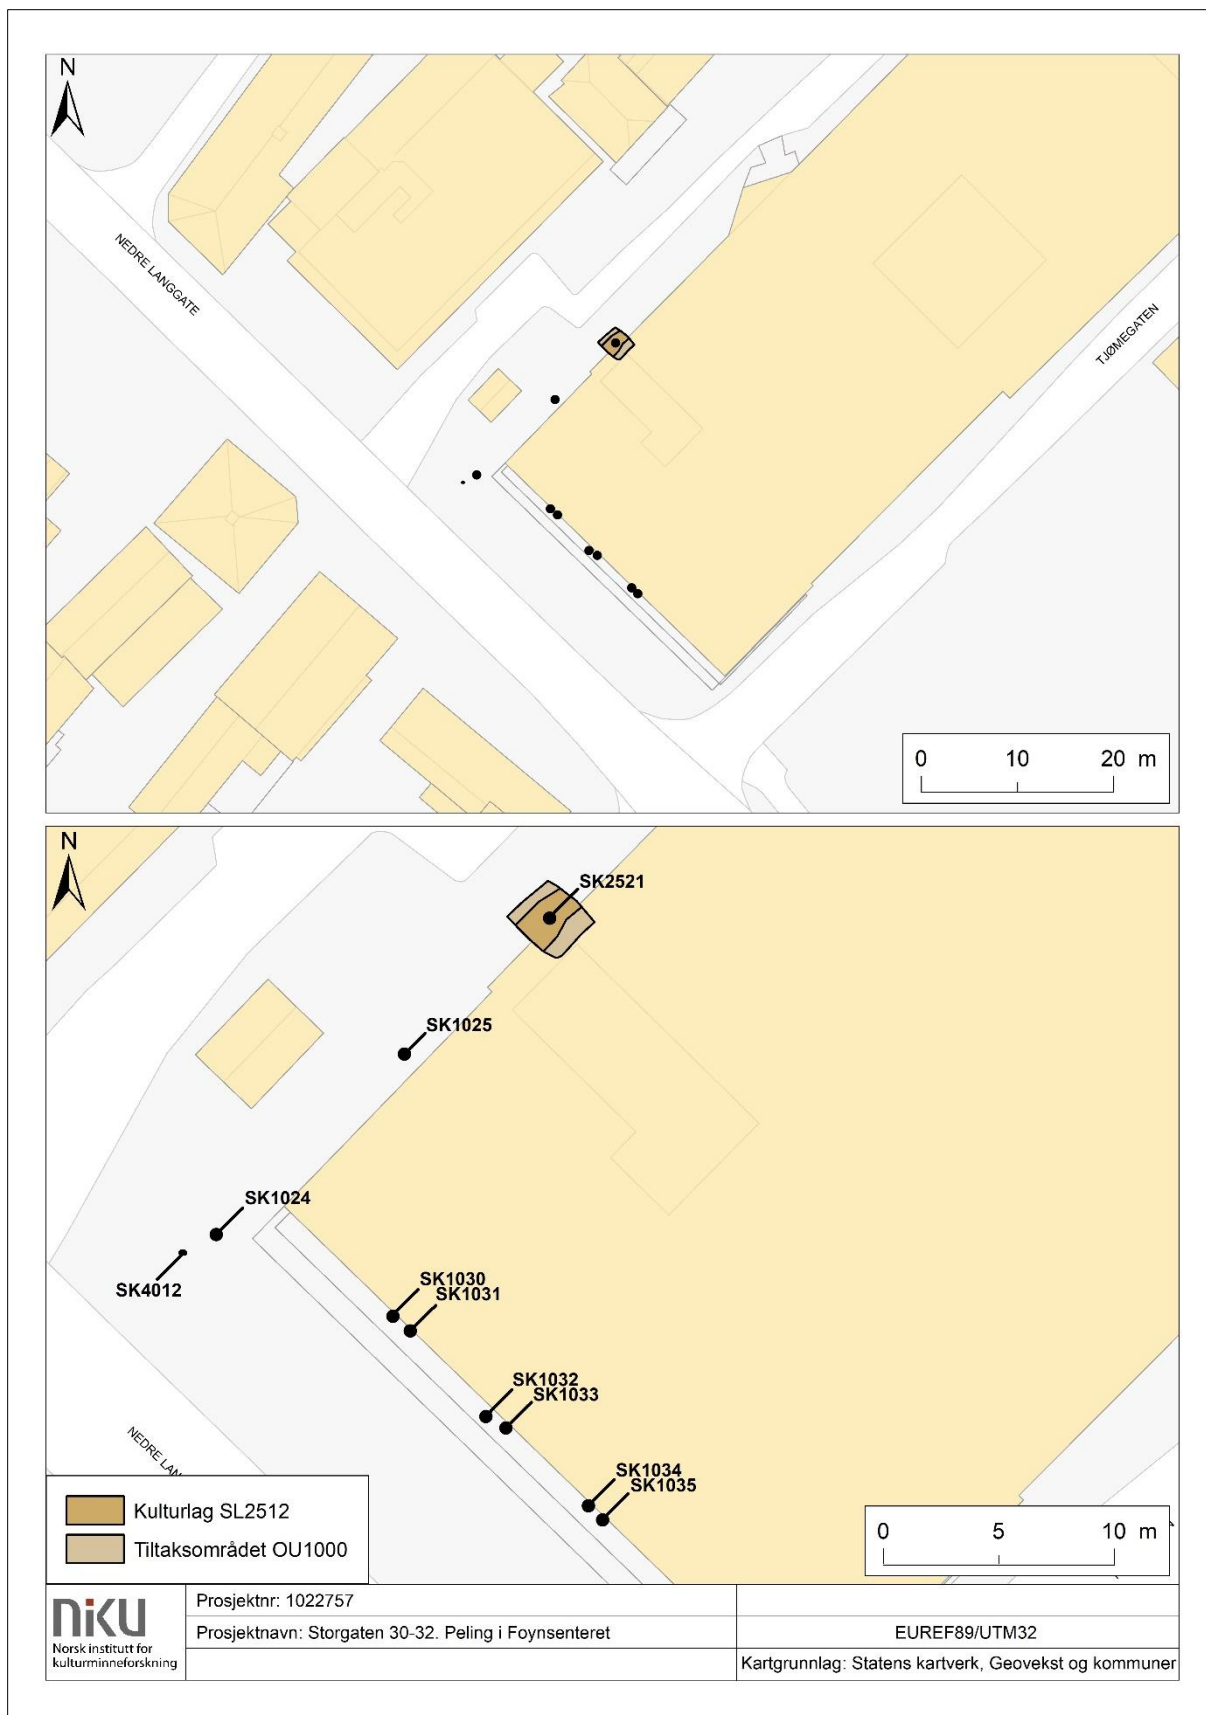 N
NEDRE LANGGATE
TJØMEGATEN
0 10 20 m
N
SK2521
SK1025
SK1024
SK4012
SK1030
SK1031
SK1032
SK1033
SK1034
SK1035
NEDRE LAN
0 5 10 m
Kulturlag SL2512
Tiltaksområdet OU1000
niku
Norsk institutt for
kulturminneforskning
Prosjektnr: 1022757
Prosjektnavn: Storgaten 30-32. Peling i Foynsenteret
EUREF89/UTM32
Kartgrunnlag: Statens kartverk, Geovekst og kommuner